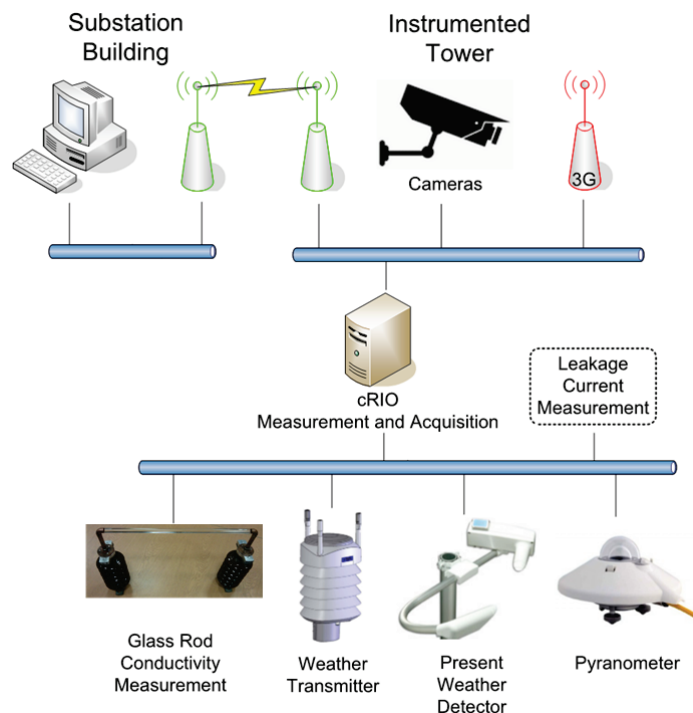 Substation
Building
Instrumented
Tower
Cameras
3G
cRIO
Measurement and Acquisition
Leakage
Current
Measurement
Glass Rod
Conductivity
Measurement
Weather
Transmitter
Present
Weather
Detector
Pyranometer